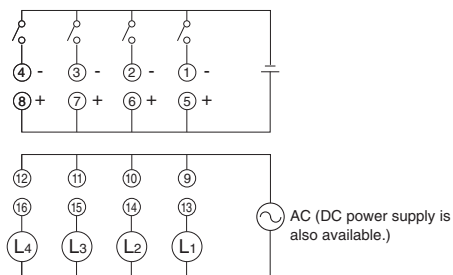 4 - 3 - 2 - 1 -
8 + 7 + 6 + 5 +
12 11 10 9
16 15 14 13
AC (DC power supply is
also available.)
L4 L3 L2 L1